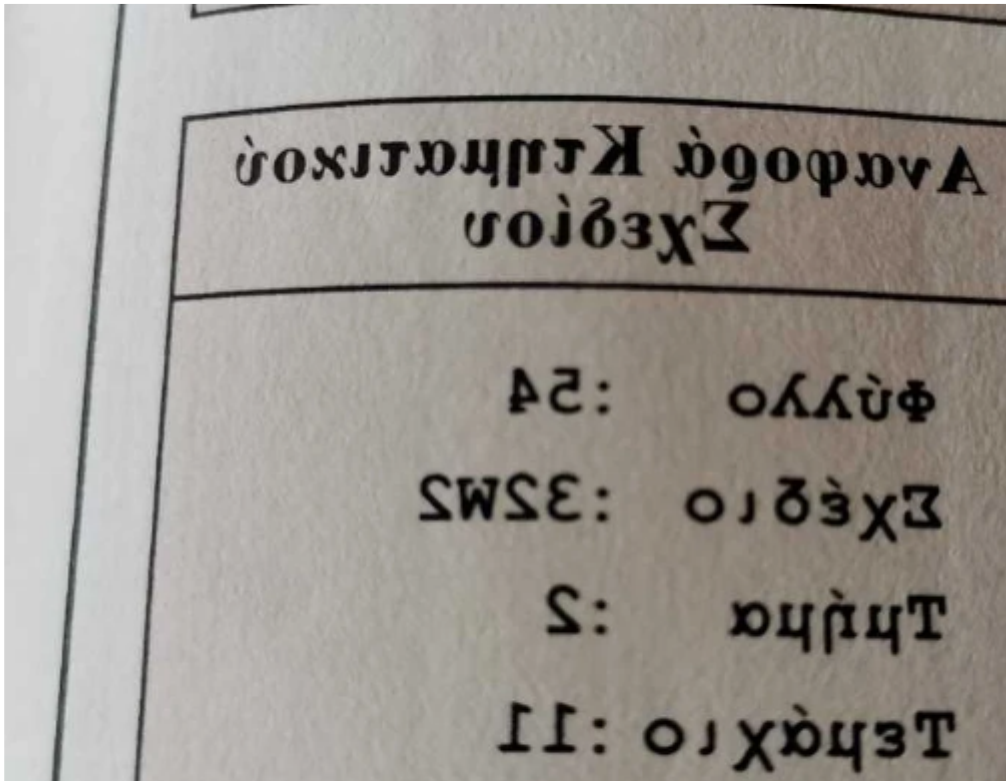 Αναφορά Κτηματικού
Σχεδίου
Φύλλο :54
Σχέδιο :32W2
Τμήμα :2
Τεμάχιο :11